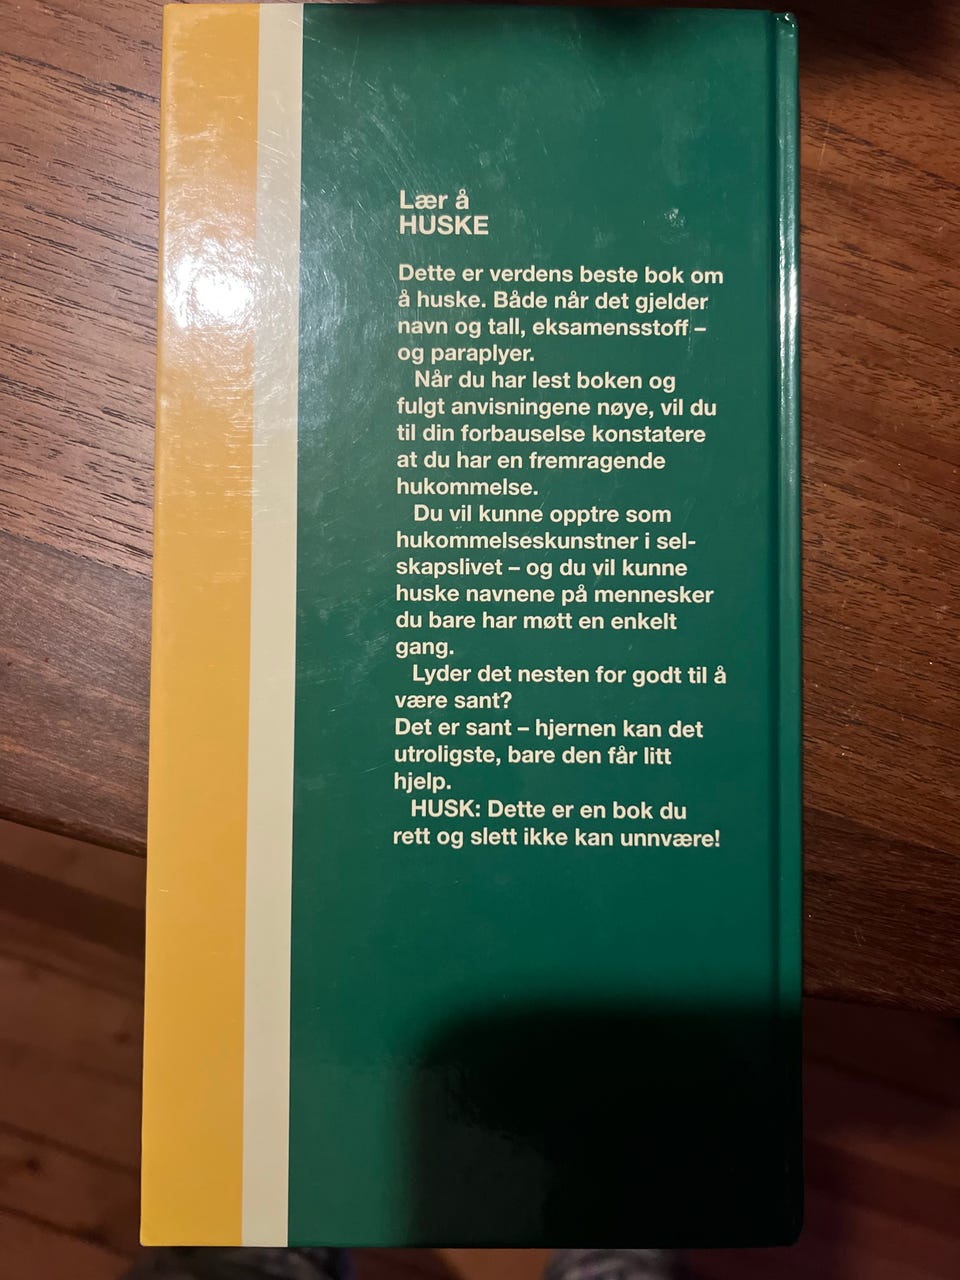 Lær å
HUSKE
Dette er verdens beste bok om
å huske. Både når det gjelder
navn og tall, eksamensstoff –
og paraplyer.
Når du har lest boken og
fulgt anvisningene nøye, vil du
til din forbauselse konstatere
at du har en fremragende
hukommelse.
Du vil kunne opptre som
hukommelseskunstner i sel-
skapslivet – og du vil kunne
huske navnene på mennesker
du bare har møtt en enkelt
gang.
Lyder det nesten for godt til å
være sant?
Det er sant – hjernen kan det
utroligste, bare den får litt
hjelp.
HUSK: Dette er en bok du
rett og slett ikke kan unnvære!